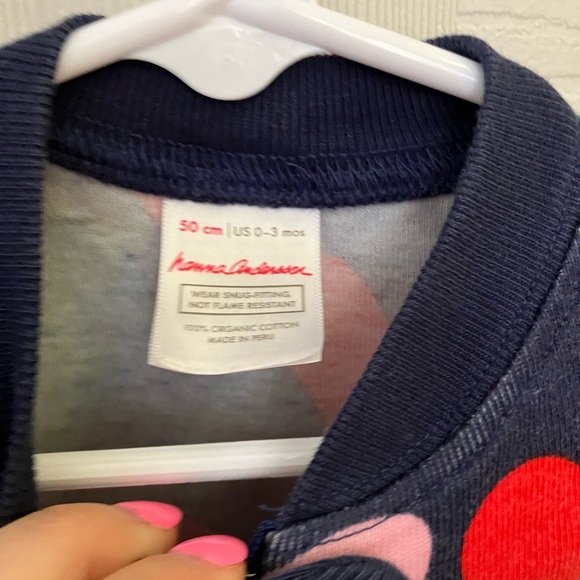 50 cm | US 0–3 mos
hanna andersson
WEAR SNUG-FITTING,
NOT FLAME RESISTANT
100% ORGANIC COTTON
MADE IN PERU